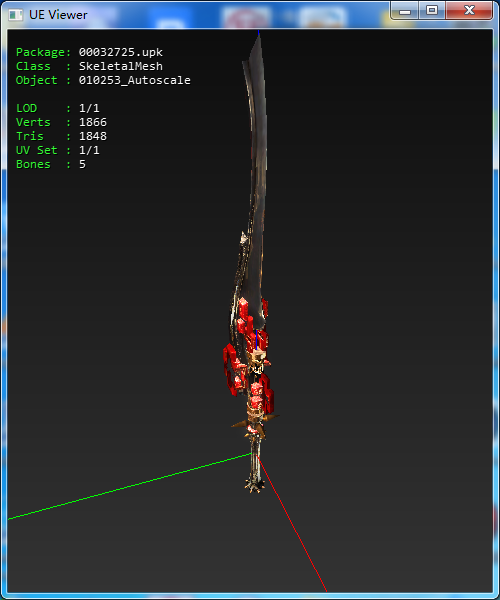 UE Viewer
Package: 00032725.upk
Class : SkeletalMesh
Object : 010253_Autoscale
LOD : 1/1
Verts : 1866
Tris : 1848
UV Set : 1/1
Bones : 5